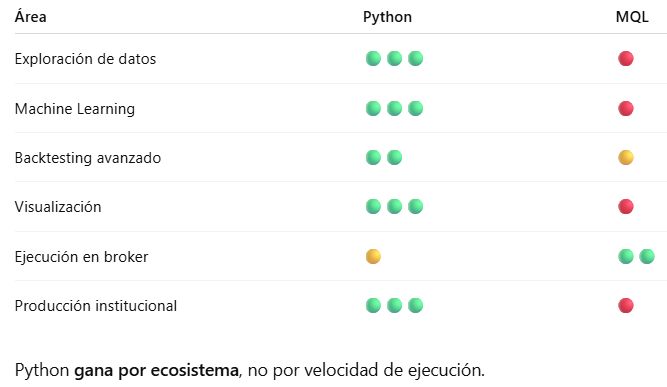 Área Python MQL
Exploración de datos
Machine Learning
Backtesting avanzado
Visualización
Ejecución en broker
Producción institucional
Python gana por ecosistema, no por velocidad de ejecución.